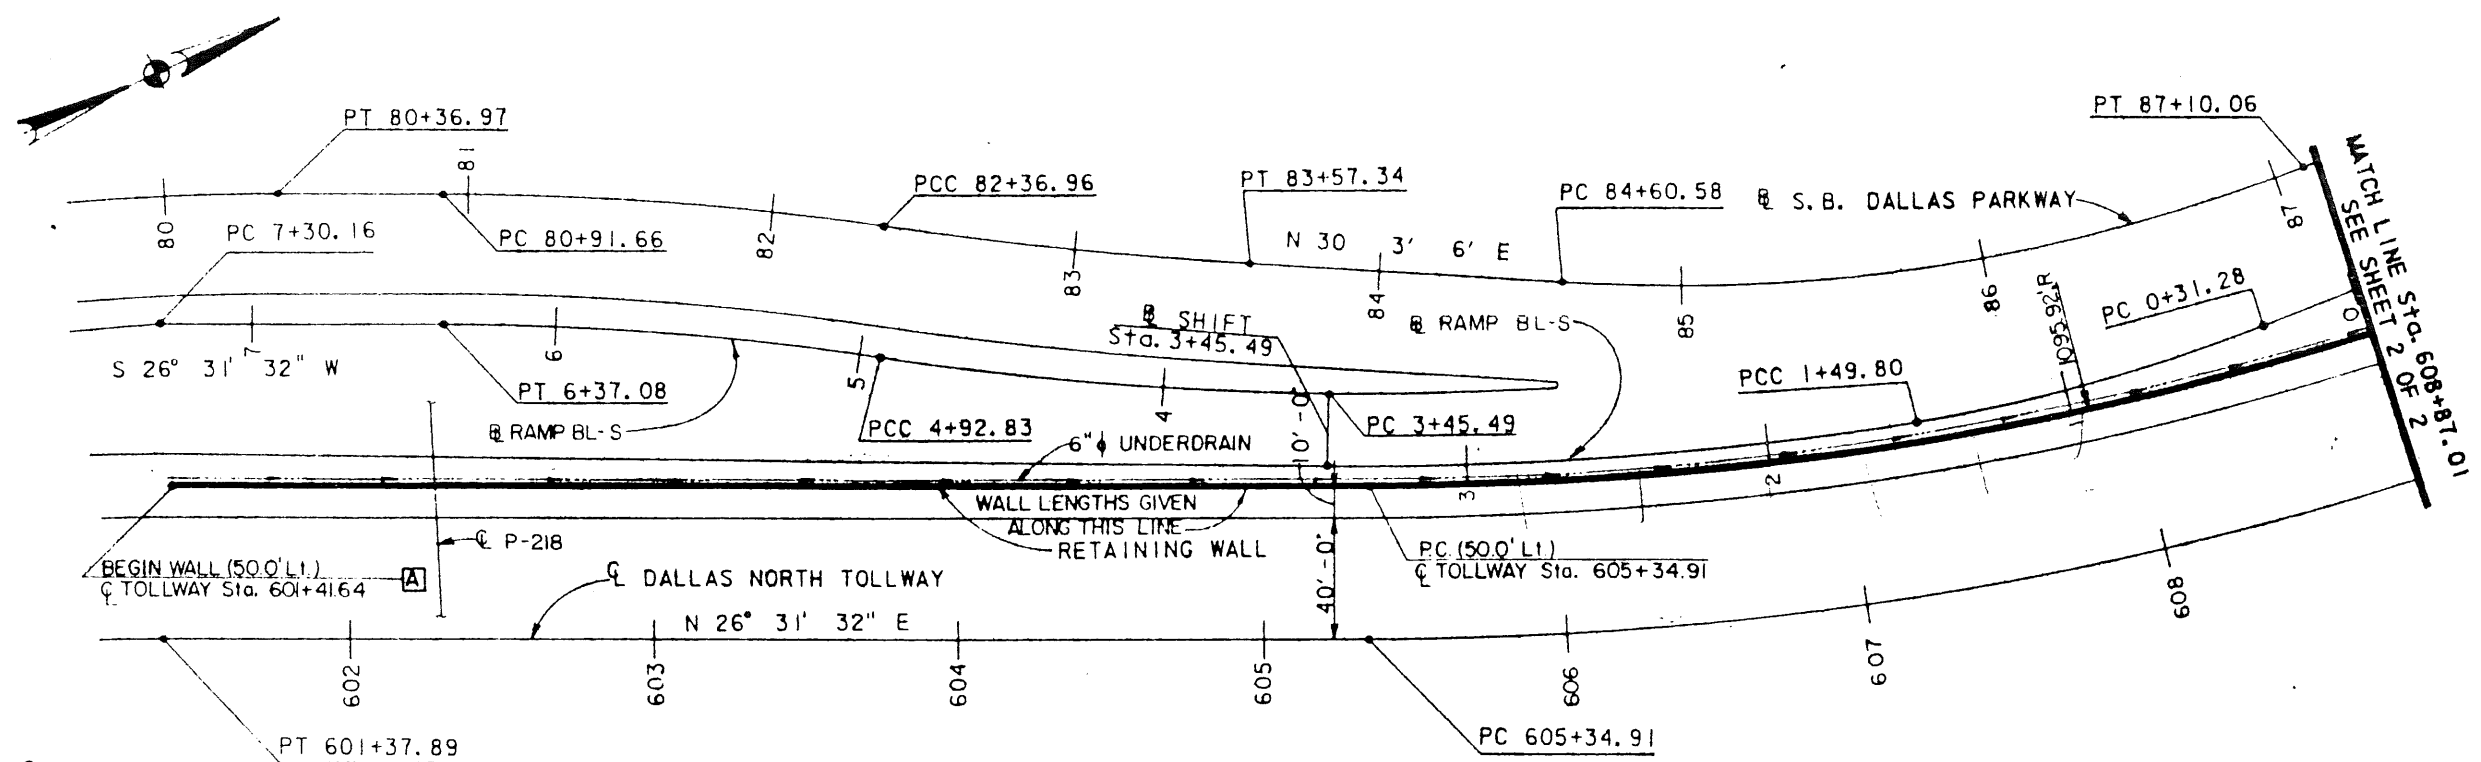 PT 80+36.97
PT 87+10.06
81
PCC 82+36.96
PT 83+57.34
PC 84+60.58
℄ S.B. DALLAS PARKWAY
MATCH LINE Sta. 608+87.01
SEE SHEET 2 OF 2
80
PC 7+30.16
PC 80+91.66
82
83
N 30 3' 6' E
84
85
86
87
1095.92'R
PC 0+31.28
0
℄ SHIFT
Sta. 3+45.49
℄ RAMP BL-S
S 26° 31' 32" W
7
6
5
4
PT 6+37.08
PCC 1+49.80
℄ RAMP BL-S
PCC 4+92.83
10'-0"
PC 3+45.49
6" ϕ UNDERDRAIN
3
2
WALL LENGTHS GIVEN
ALONG THIS LINE
RETAINING WALL
℄ P-218
BEGIN WALL (50.0' Lt.)
℄ TOLLWAY Sta. 601+41.64
A
P.C. (50.0' Lt.)
℄ TOLLWAY Sta. 605+34.91
℄ DALLAS NORTH TOLLWAY
40'-0"
N 26° 31' 32" E
602
603
604
605
606
607
608
PT 601+37.89
PC 605+34.91